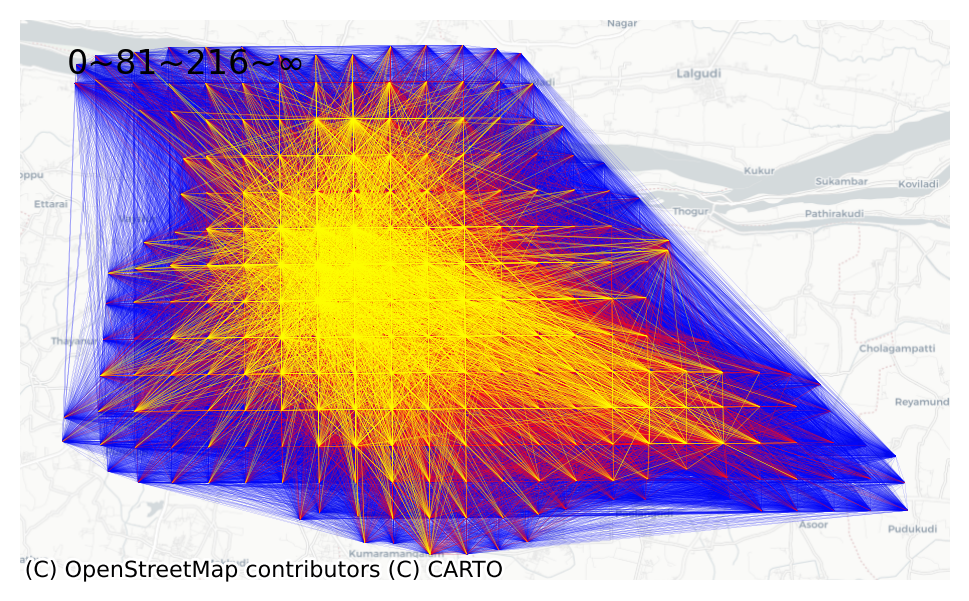 Nagar
0~81~216~∞
Lalgudi
Kukur
Sukambar
Koviladi
Ettarai
Thogur
Pathirakudi
Cholagampatti
Reyamund
Asoor
Pudukudi
(C) OpenStreetMap contributors (C) CARTO